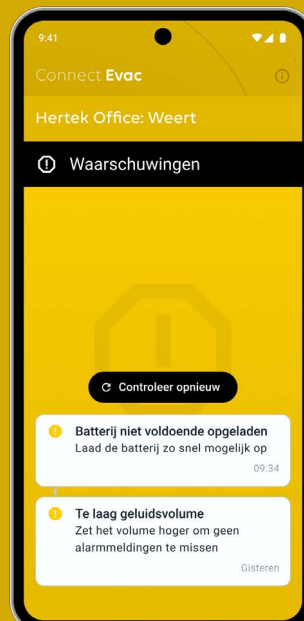 9:41
Connect Evac
Hertek Office: Weert
Waarschuwingen
Controleer opnieuw
Batterij niet voldoende opgeladen
Laad de batterij zo snel mogelijk op
09:34
Te laag geluidsvolume
Zet het volume hoger om geen
alarmmeldingen te missen
Gisteren